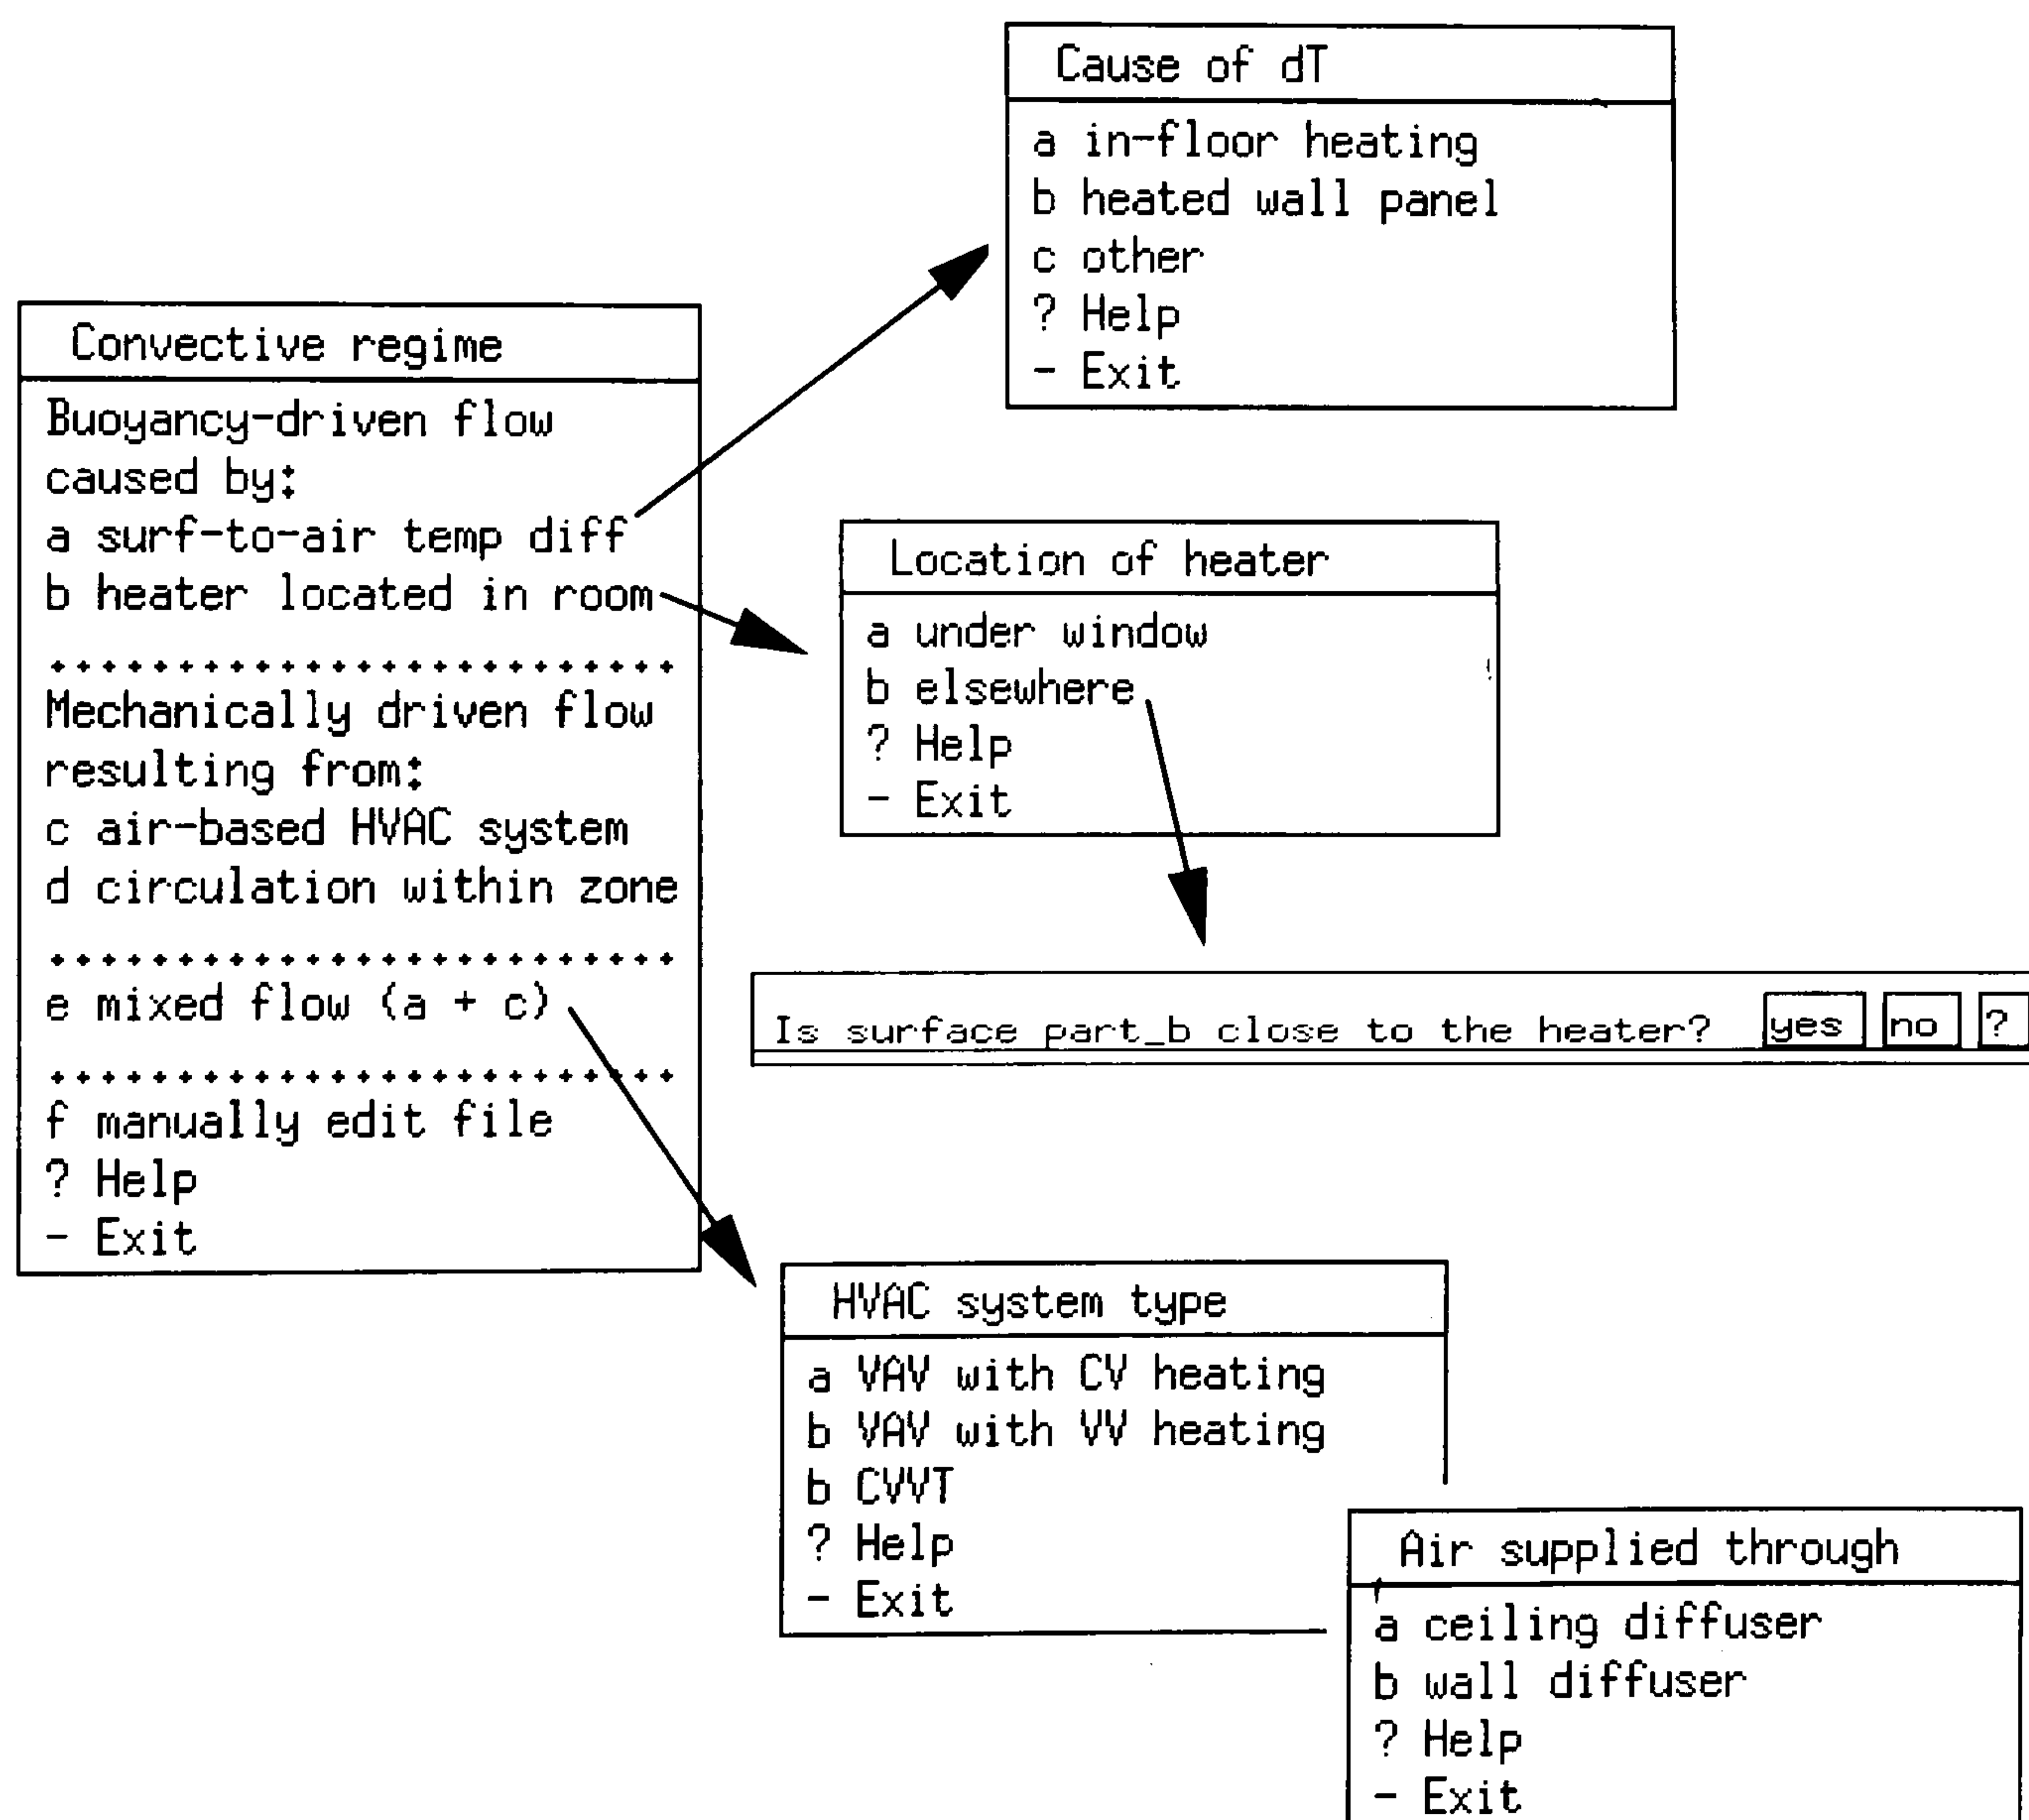 Cause of dT
a in-floor heating
b heated wall panel
c other
? Help
- Exit
Convective regime
Buoyancy-driven flow
caused by:
a surf-to-air temp diff
b heater located in room
Mechanically driven flow
resulting from:
c air-based HVAC system
d circulation within zone
e mixed flow (a + c)
f manually edit file
? Help
- Exit
Location of heater
a under window
b elsewhere
? Help
- Exit
Is surface part_b close to the heater? yes no ?
HVAC system type
a VAV with CV heating
b VAV with VV heating
b CVVT
? Help
- Exit
Air supplied through
a ceiling diffuser
b wall diffuser
? Help
- Exit